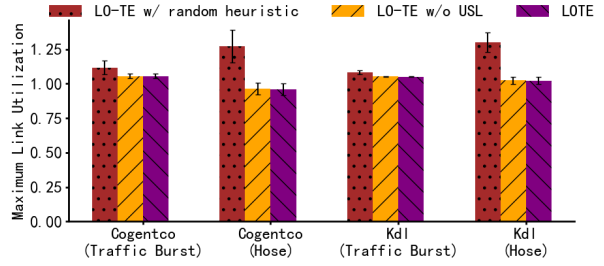 LO-TE w/ random heuristic LO-TE w/o USL LOTE
Maximum Link Utilization
1.25
1.00
0.75
0.50
0.25
0.00
Cogentco Cogentco Kdl Kdl
(Traffic Burst) (Hose) (Traffic Burst) (Hose)